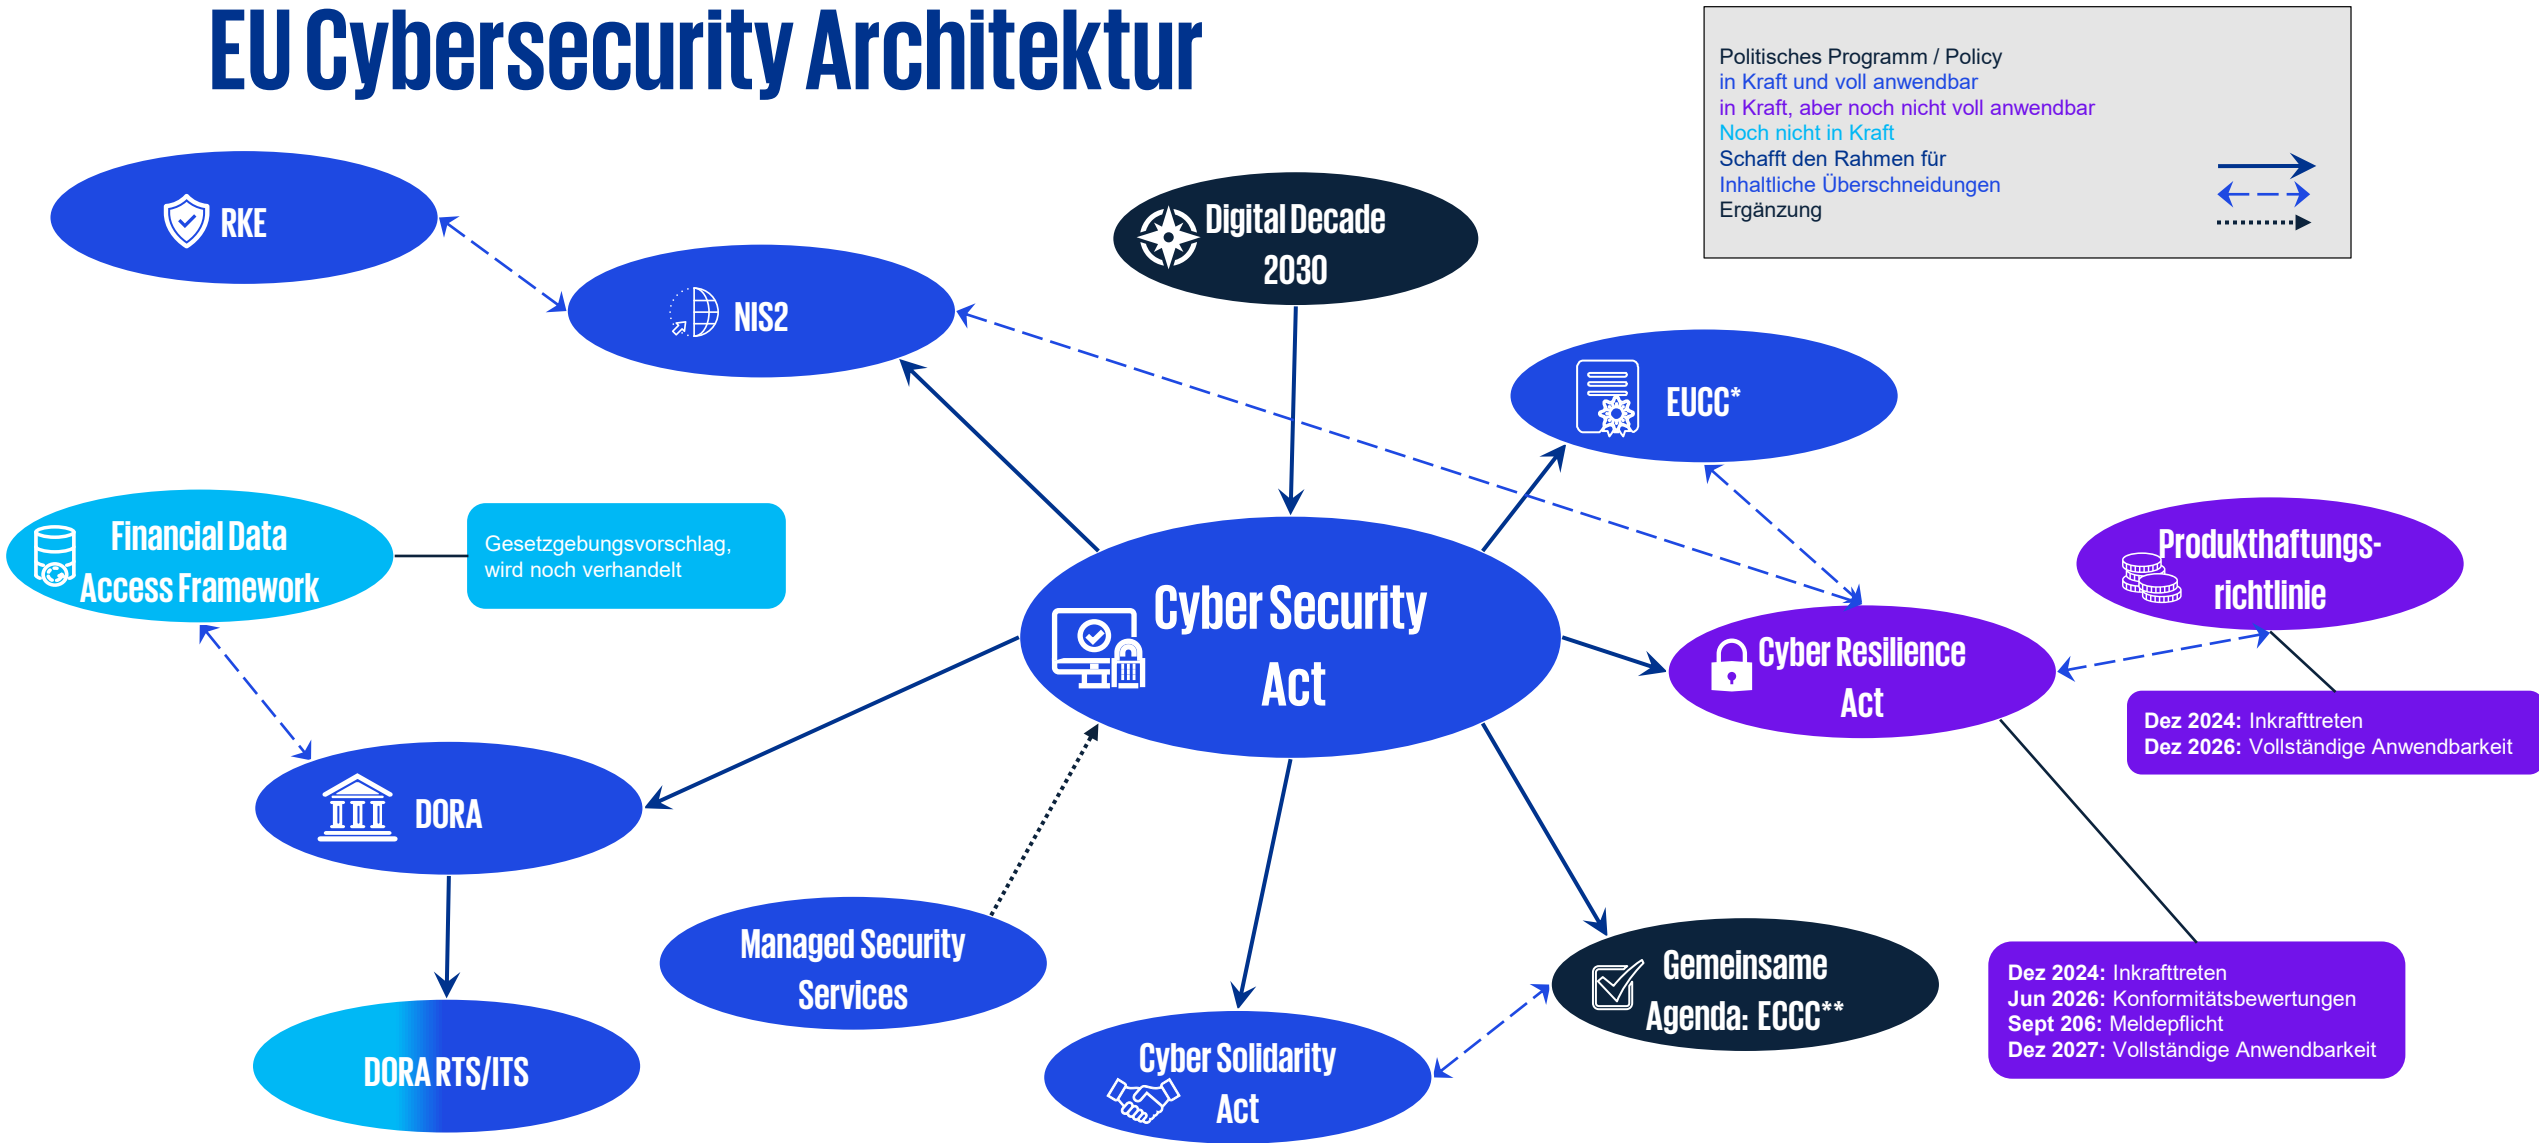 EU Cybersecurity Architektur
Politisches Programm / Policy
in Kraft und voll anwendbar
in Kraft, aber noch nicht voll anwendbar
Noch nicht in Kraft
Schafft den Rahmen für
Inhaltliche Überschneidungen
Ergänzung
RKE
NIS2
Digital Decade
2030
EUCC*
Financial Data
Access Framework
Gesetzgebungsvorschlag,
wird noch verhandelt
Cyber Security
Act
Produkthaftungs-
richtlinie
Cyber Resilience
Act
Dez 2024: Inkrafttreten
Dez 2026: Vollständige Anwendbarkeit
DORA
Managed Security
Services
Gemeinsame
Agenda: ECCC**
Dez 2024: Inkrafttreten
Jun 2026: Konformitätsbewertungen
Sept 206: Meldepflicht
Dez 2027: Vollständige Anwendbarkeit
DORA RTS/ITS
Cyber Solidarity
Act